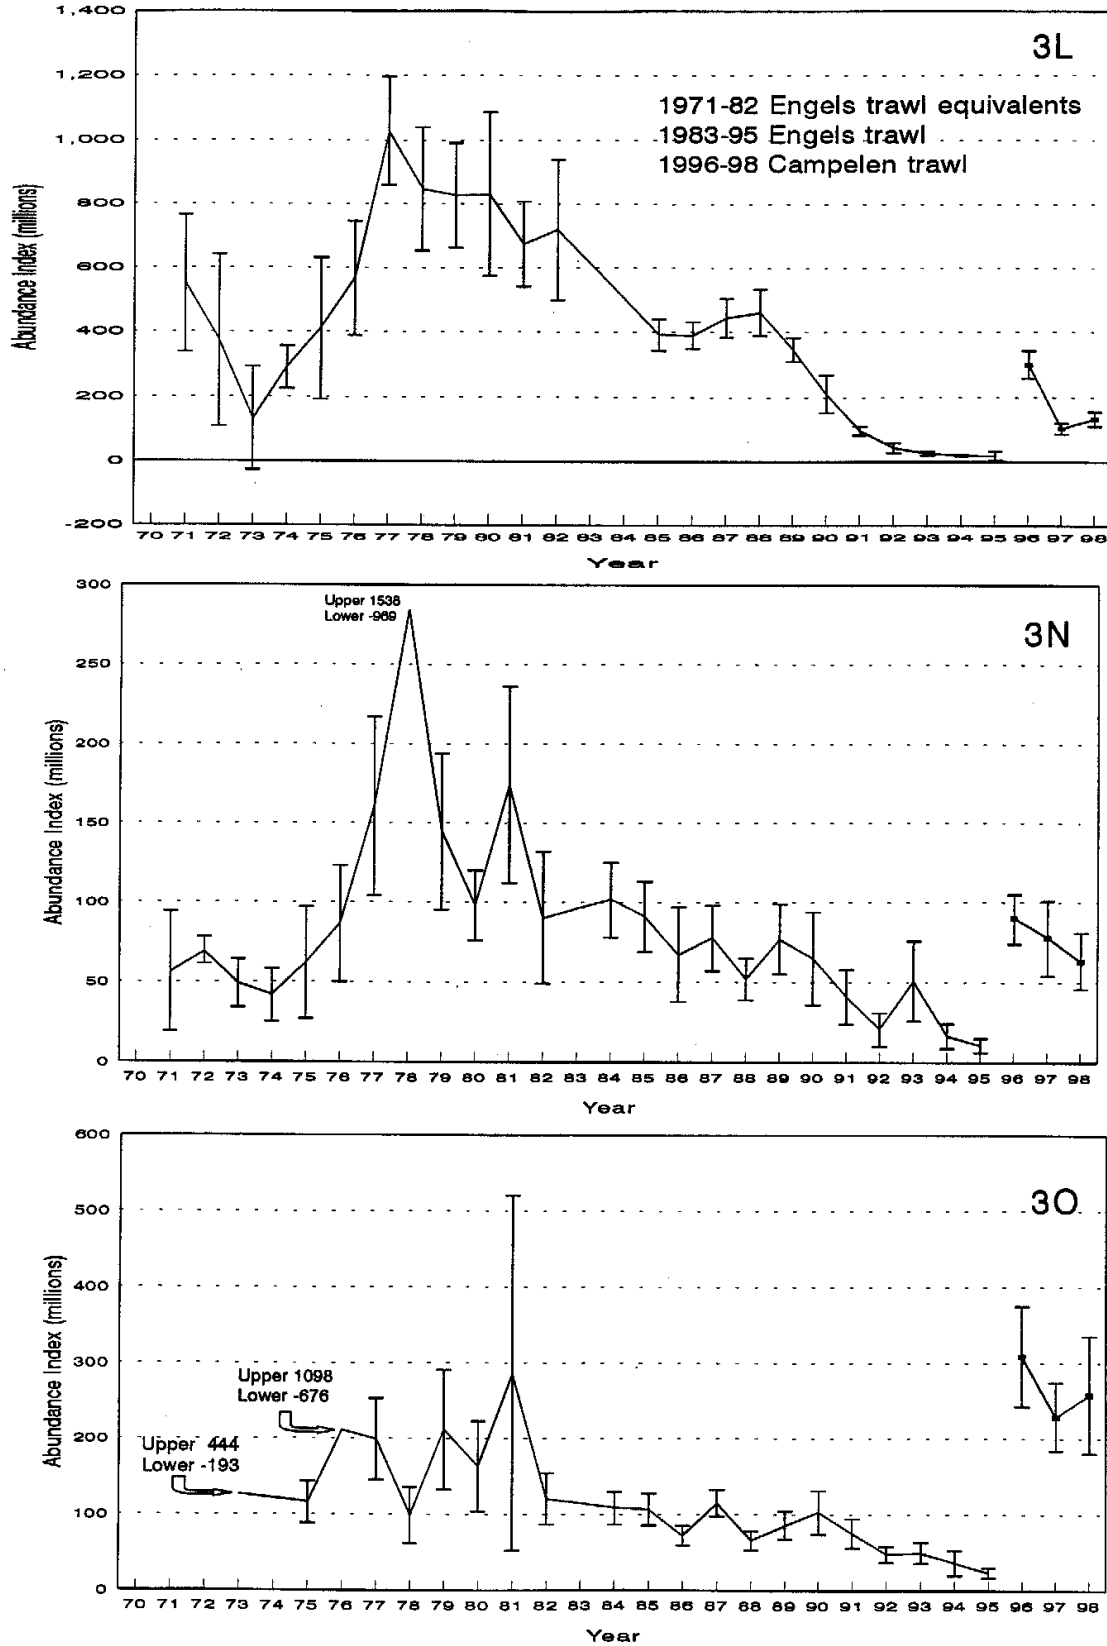 1,400
3L
1,200
1971-82 Engels trawl equivalents
1,000
1983-95 Engels trawl
1996-98 Campelen trawl
800
600
400
200
0
-200
Abundance Index (millions)
70 71 72 73 74 75 76 77 78 79 80 81 82 83 84 85 86 87 88 89 90 91 92 93 94 95 96 97 98
Year
300
Upper 1538
Lower -969
3N
250
200
150
100
50
0
Abundance Index (millions)
70 71 72 73 74 75 76 77 78 79 80 81 82 83 84 85 86 87 88 89 90 91 92 93 94 95 96 97 98
Year
600
3O
500
400
300
Upper 1098
Lower -676
200
Upper 444
Lower -193
100
0
Abundance Index (millions)
70 71 72 73 74 75 76 77 78 79 80 81 82 83 84 85 86 87 88 89 90 91 92 93 94 95 96 97 98
Year